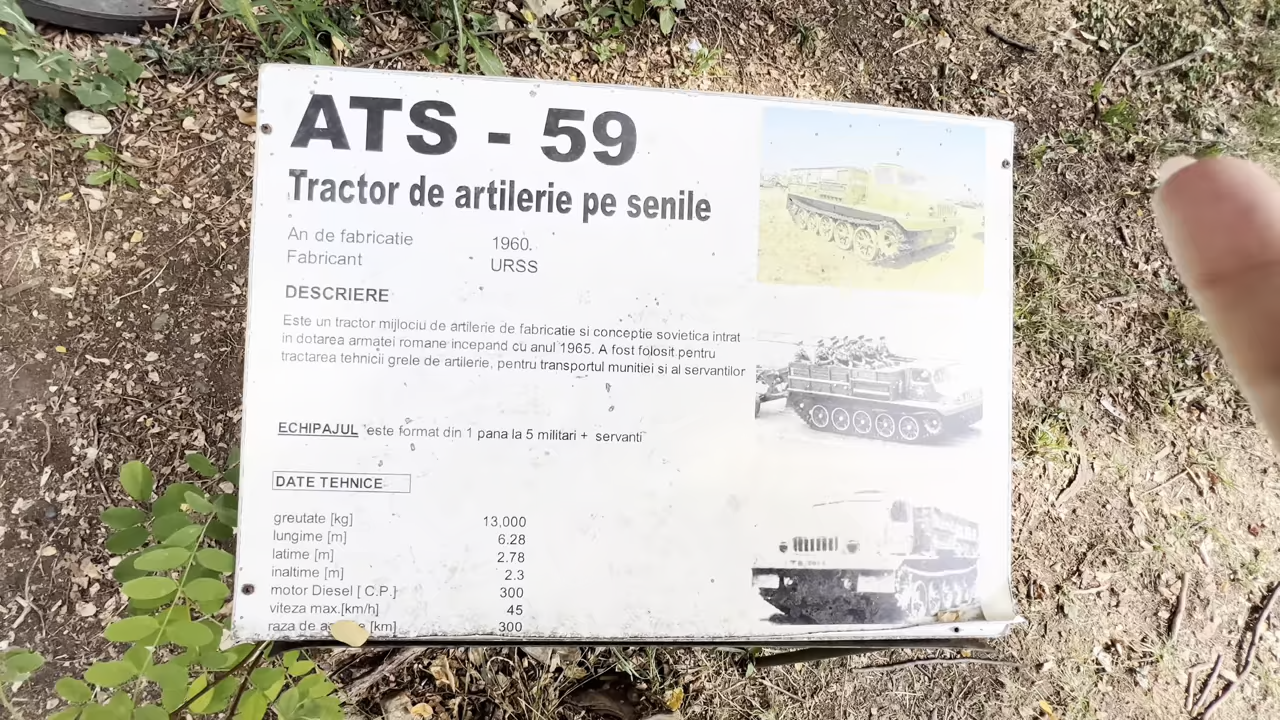 ATS - 59
Tractor de artilerie pe senile
An de fabricatie 1960.
Fabricant URSS
DESCRIERE
Este un tractor mijlociu de artilerie de fabricatie si conceptie sovietica intrat
in dotarea armatei romane incepand cu anul 1965. A fost folosit pentru
tractarea tehnicii grele de artilerie, pentru transportul munitiei si al servantilor
ECHIPAJUL este format din 1 pana la 5 militari + servanti
DATE TEHNICE
greutate [kg] 13,000
lungime [m] 6.28
latime [m] 2.78
inaltime [m] 2.3
motor Diesel [ C.P.] 300
viteza max.[km/h] 45
raza de [km] 300